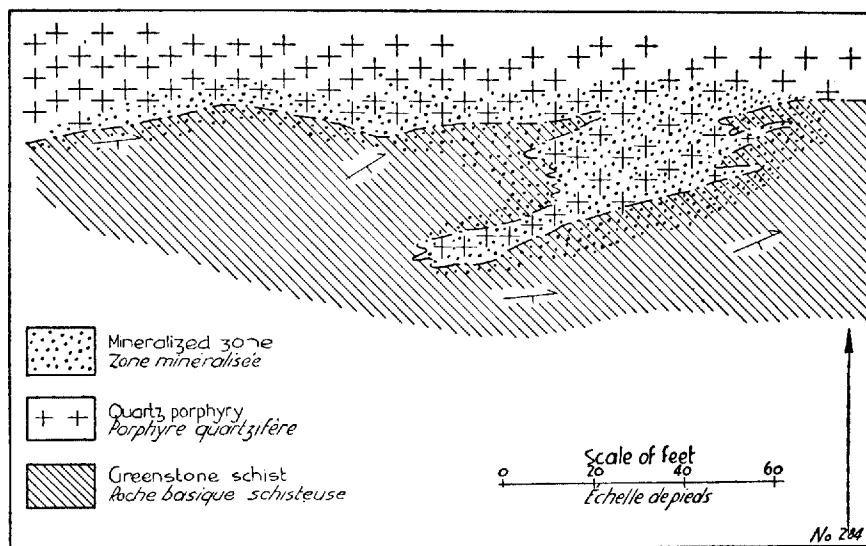 Mineralized zone
Zone minéralisée
Quartz porphyry
Porphyre quartzifère
Greenstone schist
Roche basique schisteuse
Scale of feet
0 20 40 60
Echelle de pieds
No 284